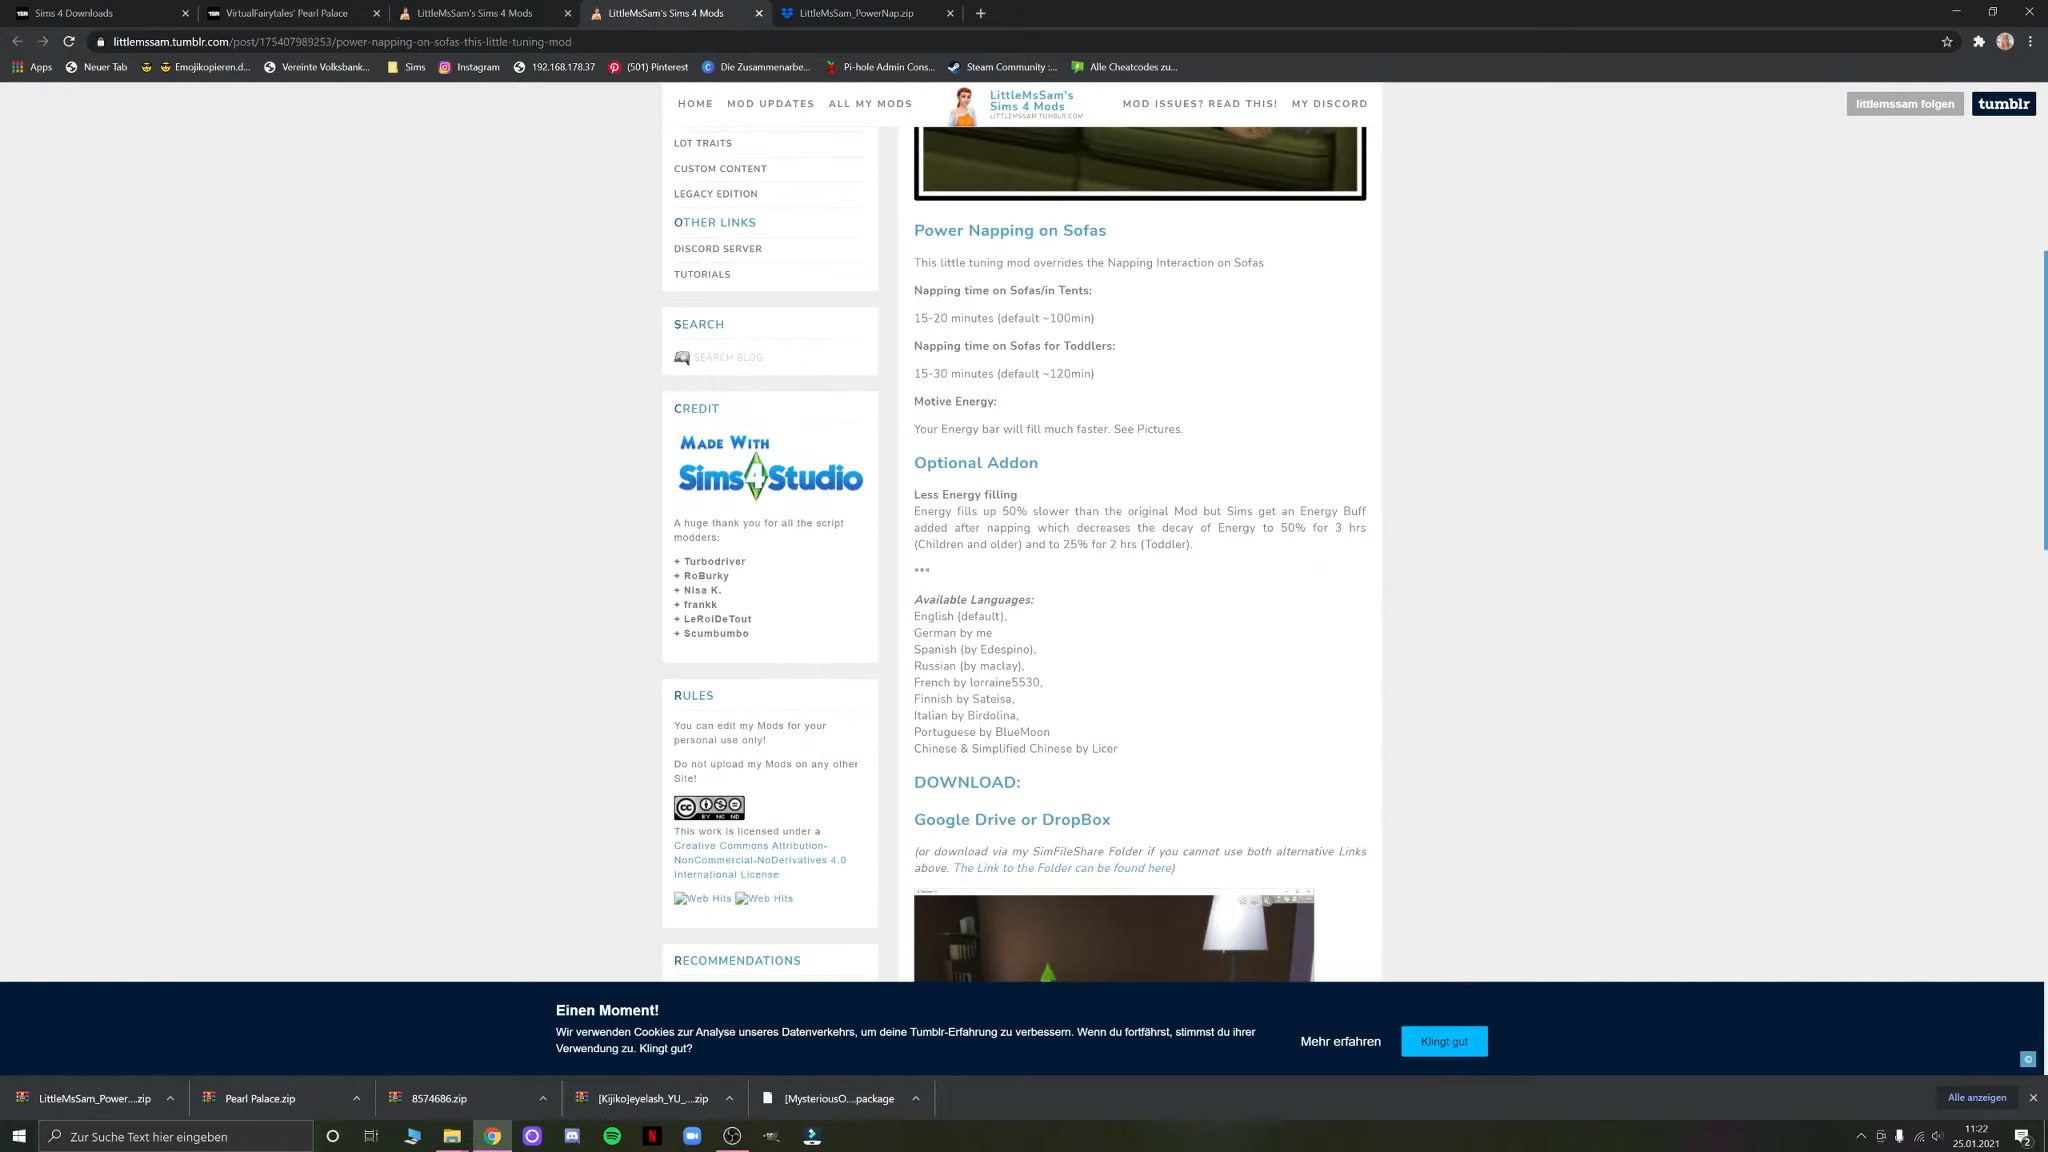 Sims 4 Downloads
VirtualFairytales' Pearl Palace
LittleMsSam's Sims 4 Mods
LittleMsSam's Sims 4 Mods
LittleMsSam_PowerNap.zip
littlemssam.tumblr.com/post/175407989253/power-napping-on-sofas-this-little-tuning-mod
Apps
Neuer Tab
Emojikopieren.d...
Vereinte Volksbank...
Sims
Instagram
192.168.178.37
(501) Pinterest
Die Zusammenarbe...
Pi-hole Admin Cons...
Steam Community :...
Alle Cheatcodes zu...
HOME
MOD UPDATES
ALL MY MODS
LittleMsSam's
Sims 4 Mods
LITTLEMSSAM.TUMBLR.COM
MOD ISSUES? READ THIS!
MY DISCORD
littlemssam folgen
tumblr
LOT TRAITS
CUSTOM CONTENT
LEGACY EDITION
OTHER LINKS
DISCORD SERVER
TUTORIALS
SEARCH
SEARCH BLOG
CREDIT
MADE WITH
Sims4Studio
A huge thank you for all the script
modders:
+ Turbodriver
+ RoBurky
+ Nisa K.
+ frankk
+ LeRoiDeTout
+ Scumbumbo
RULES
You can edit my Mods for your
personal use only!
Do not upload my Mods on any other
Site!
CC
BY NC ND
This work is licensed under a
Creative Commons Attribution-
NonCommercial-NoDerivatives 4.0
International License
Web Hits Web Hits
RECOMMENDATIONS
Power Napping on Sofas
This little tuning mod overrides the Napping Interaction on Sofas
Napping time on Sofas/in Tents:
15-20 minutes (default ~100min)
Napping time on Sofas for Toddlers:
15-30 minutes (default ~120min)
Motive Energy:
Your Energy bar will fill much faster. See Pictures.
Optional Addon
Less Energy filling
Energy fills up 50% slower than the original Mod but Sims get an Energy Buff
added after napping which decreases the decay of Energy to 50% for 3 hrs
(Children and older) and to 25% for 2 hrs (Toddler).
***
Available Languages:
English (default),
German by me
Spanish (by Edespino),
Russian (by maclay),
French by lorraine5530,
Finnish by Sateisa,
Italian by Birdolina,
Portuguese by BlueMoon
Chinese & Simplified Chinese by Licer
DOWNLOAD:
Google Drive or DropBox
(or download via my SimFileShare Folder if you cannot use both alternative Links
above. The Link to the Folder can be found here)
Einen Moment!
Wir verwenden Cookies zur Analyse unseres Datenverkehrs, um deine Tumblr-Erfahrung zu verbessern. Wenn du fortfährst, stimmst du ihrer
Verwendung zu. Klingt gut?
Mehr erfahren
Klingt gut
LittleMsSam_Power....zip
Pearl Palace.zip
8574686.zip
[Kijiko]eyelash_YU_....zip
[MysteriousO....package
Alle anzeigen
Zur Suche Text hier eingeben
11:22
25.01.2021
2